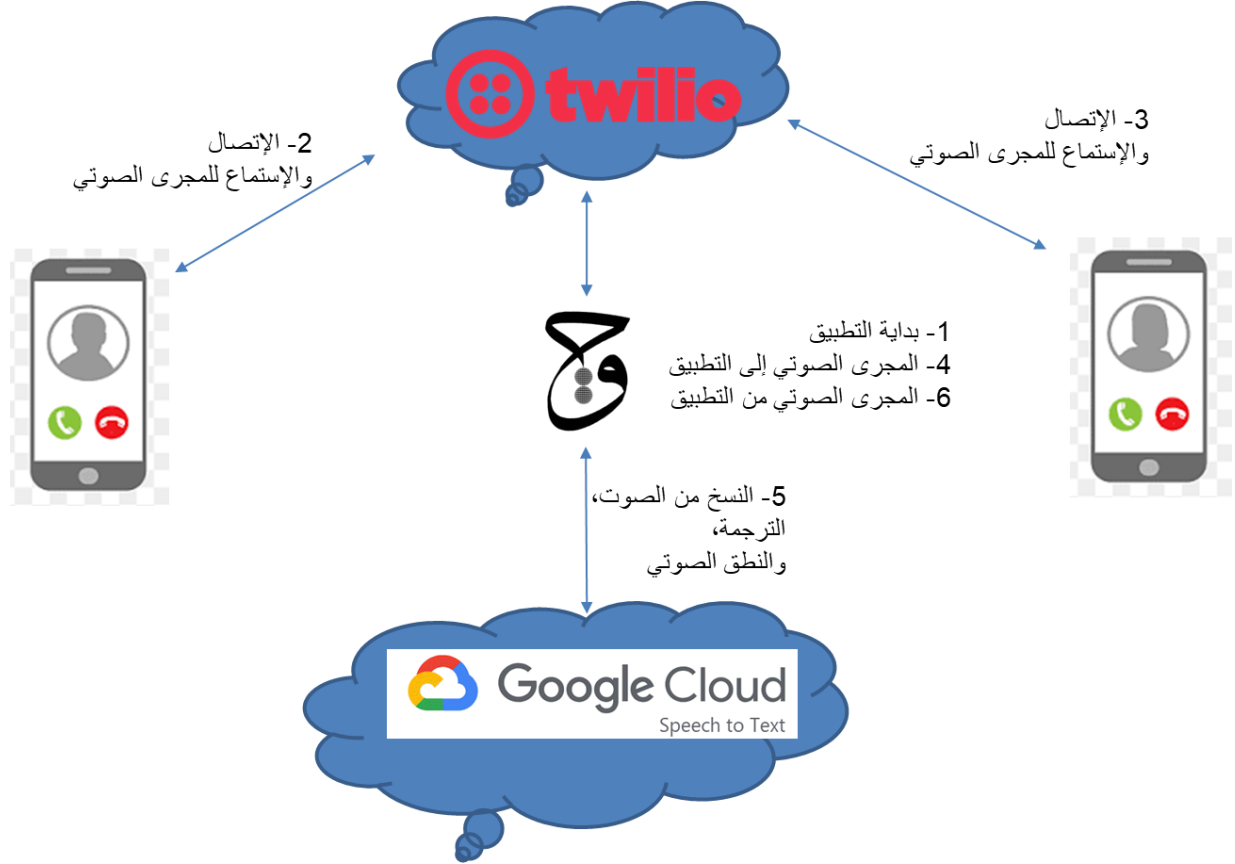 twilio
3- الإتصال
والإستماع للمجرى الصوتي
2- الإتصال
والإستماع للمجرى الصوتي
1- بداية التطبيق
4- المجرى الصوتي إلى التطبيق
6- المجرى الصوتي من التطبيق
5- النسخ من الصوت،
الترجمة،
والنطق الصوتي
Google Cloud
Speech to Text